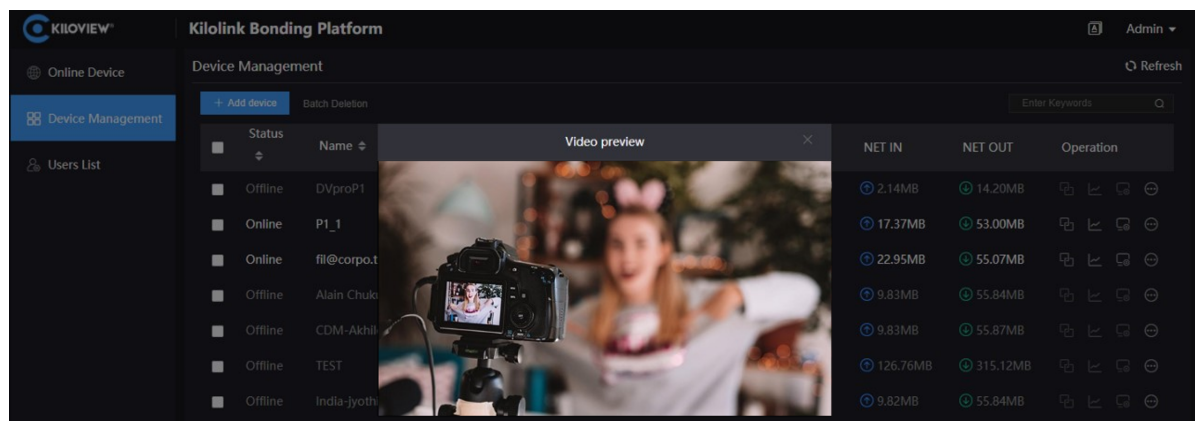 KILOVIEW® Kilolink Bonding Platform Admin
Online Device
Device Management
Users List
Device Management Refresh
+ Add device Batch Deletion Enter Keywords
Status Name NET IN NET OUT Operation
Video preview
Offline DVproP1 2.14MB 14.20MB
Online P1_1 17.37MB 53.00MB
Online fil@corpo.t 22.95MB 55.07MB
Offline Alain 9.83MB 55.84MB
Offline CDM-Akhil 9.83MB 55.87MB
Offline TEST 126.76MB 315.12MB
Offline India-jyoth 9.82MB 55.84MB